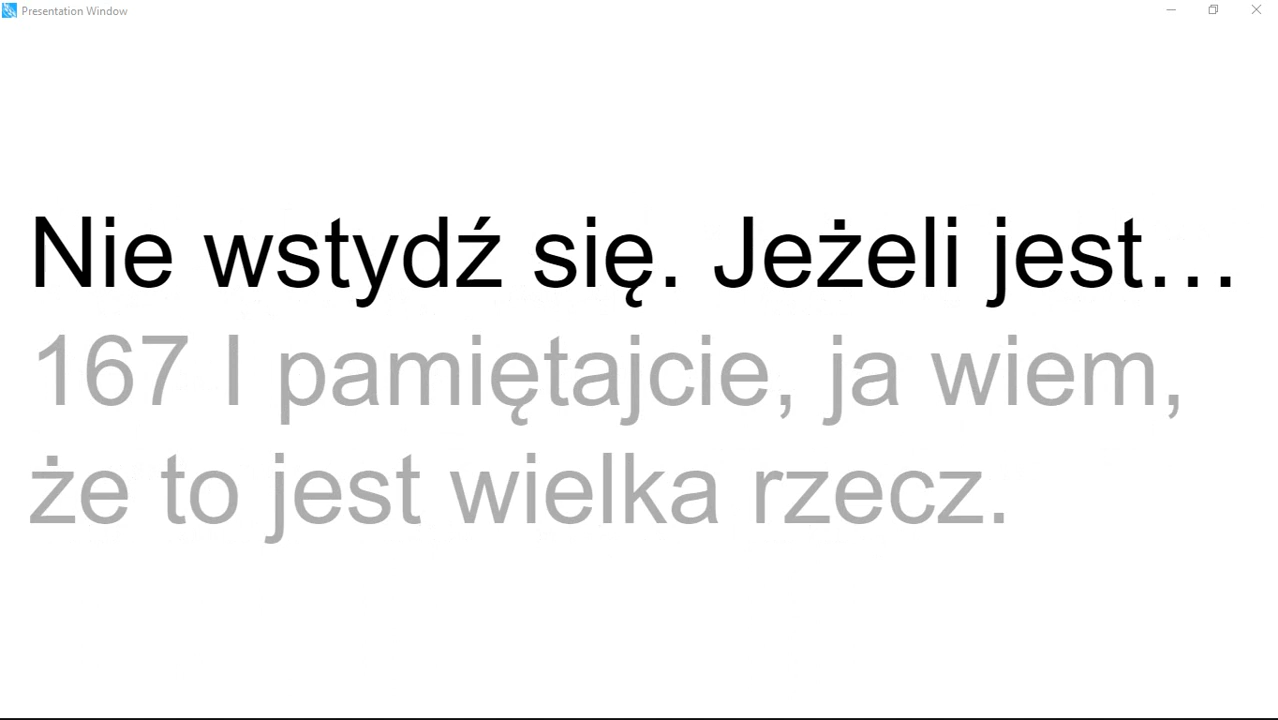 Presentation Window
Nie wstydź się. Jeżeli jest…
167 I pamiętajcie, ja wiem,
że to jest wielka rzecz.